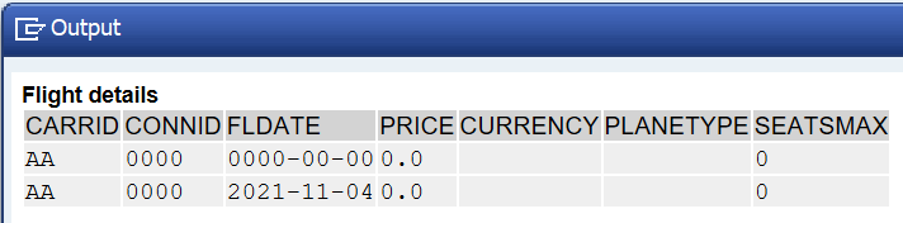 Output
Flight details
CARRID CONNID FLDATE PRICE CURRENCY PLANETYPE SEATSMAX
AA 0000 0000-00-00 0.0 0
AA 0000 2021-11-04 0.0 0